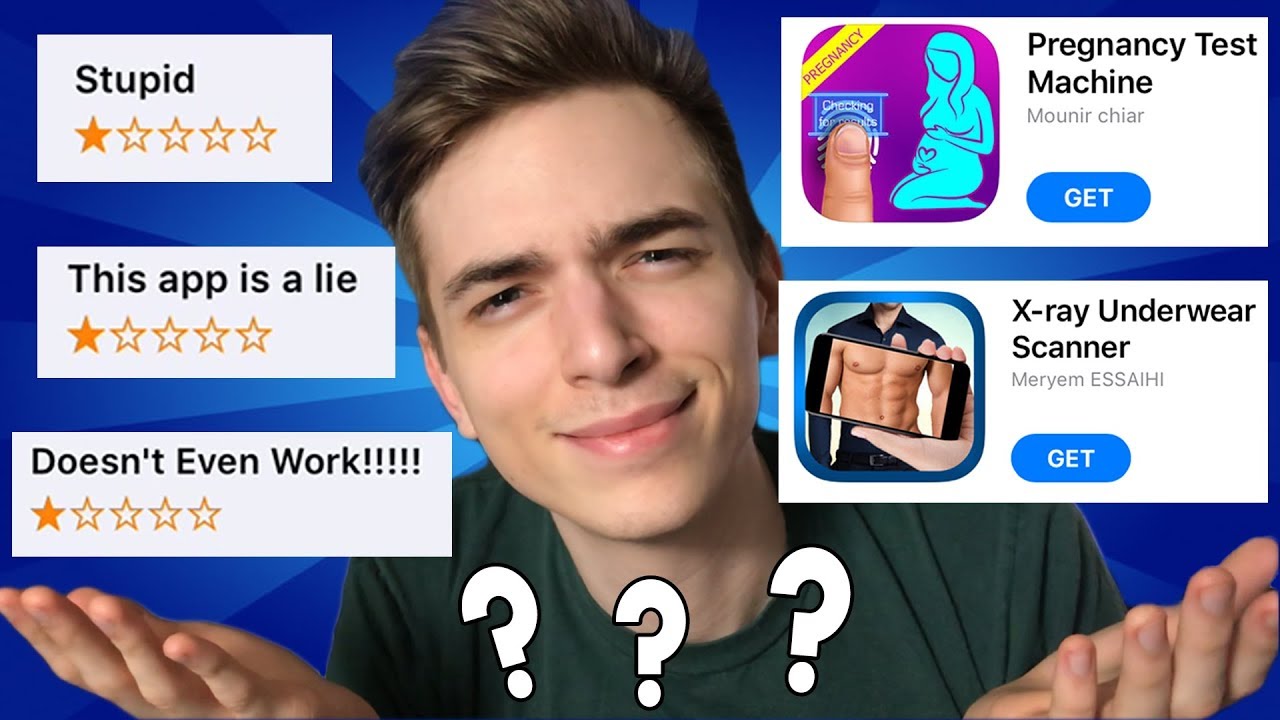 Stupid
This app is a lie
Doesn't Even Work!!!!!
PREGNANCY
Checking
for results
Pregnancy Test
Machine
Mounir chiar
GET
X-ray Underwear
Scanner
Meryem ESSAIHI
GET
? ? ?